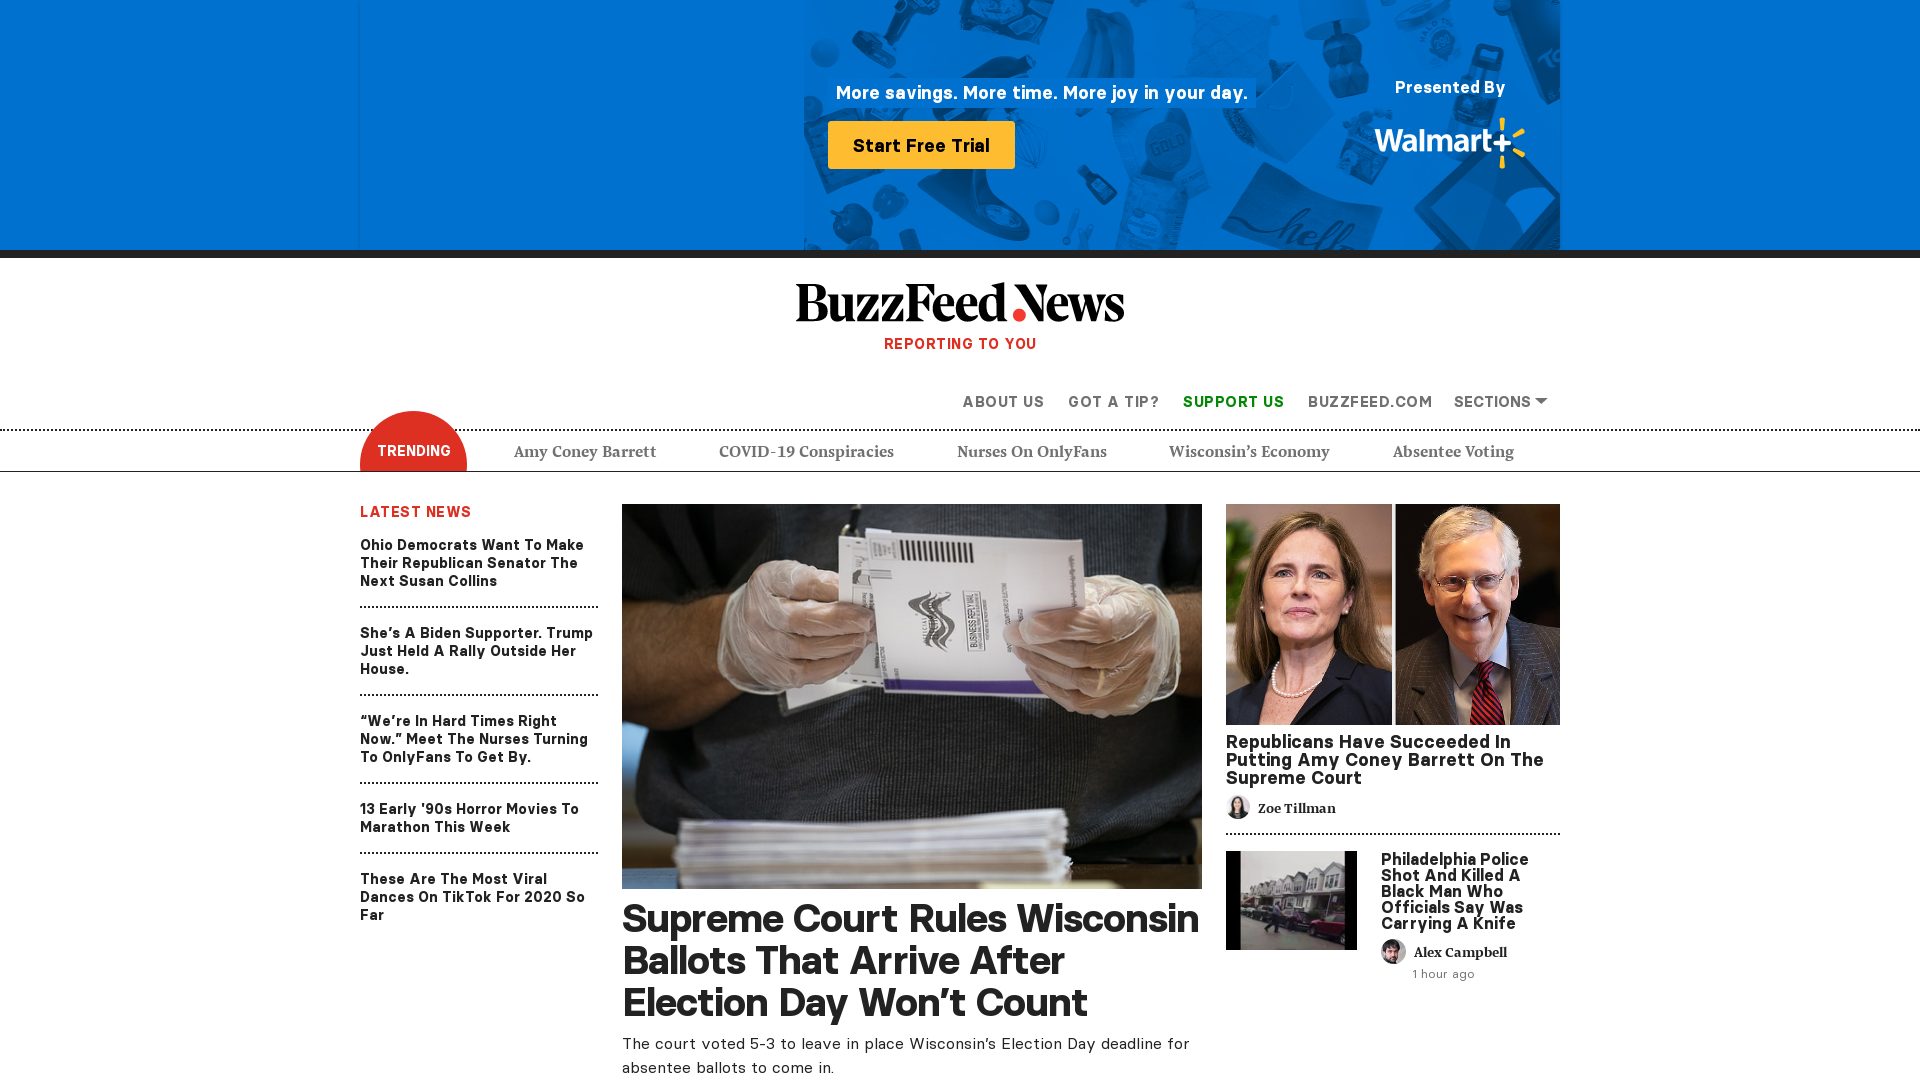 More savings. More time. More joy in your day.
Start Free Trial
Presented By
Walmart+
BuzzFeed News
REPORTING TO YOU
ABOUT US
GOT A TIP?
SUPPORT US
BUZZFEED.COM
SECTIONS
TRENDING
Amy Coney Barrett
COVID-19 Conspiracies
Nurses On OnlyFans
Wisconsin’s Economy
Absentee Voting
LATEST NEWS
Ohio Democrats Want To Make
Their Republican Senator The
Next Susan Collins
She’s A Biden Supporter. Trump
Just Held A Rally Outside Her
House.
“We’re In Hard Times Right
Now.” Meet The Nurses Turning
To OnlyFans To Get By.
13 Early '90s Horror Movies To
Marathon This Week
These Are The Most Viral
Dances On TikTok For 2020 So
Far
BUSINESS REPLY MAIL
Supreme Court Rules Wisconsin
Ballots That Arrive After
Election Day Won’t Count
The court voted 5-3 to leave in place Wisconsin’s Election Day deadline for
absentee ballots to come in.
Republicans Have Succeeded In
Putting Amy Coney Barrett On The
Supreme Court
Zoe Tillman
Philadelphia Police
Shot And Killed A
Black Man Who
Officials Say Was
Carrying A Knife
Alex Campbell
1 hour ago
hello
GOLD